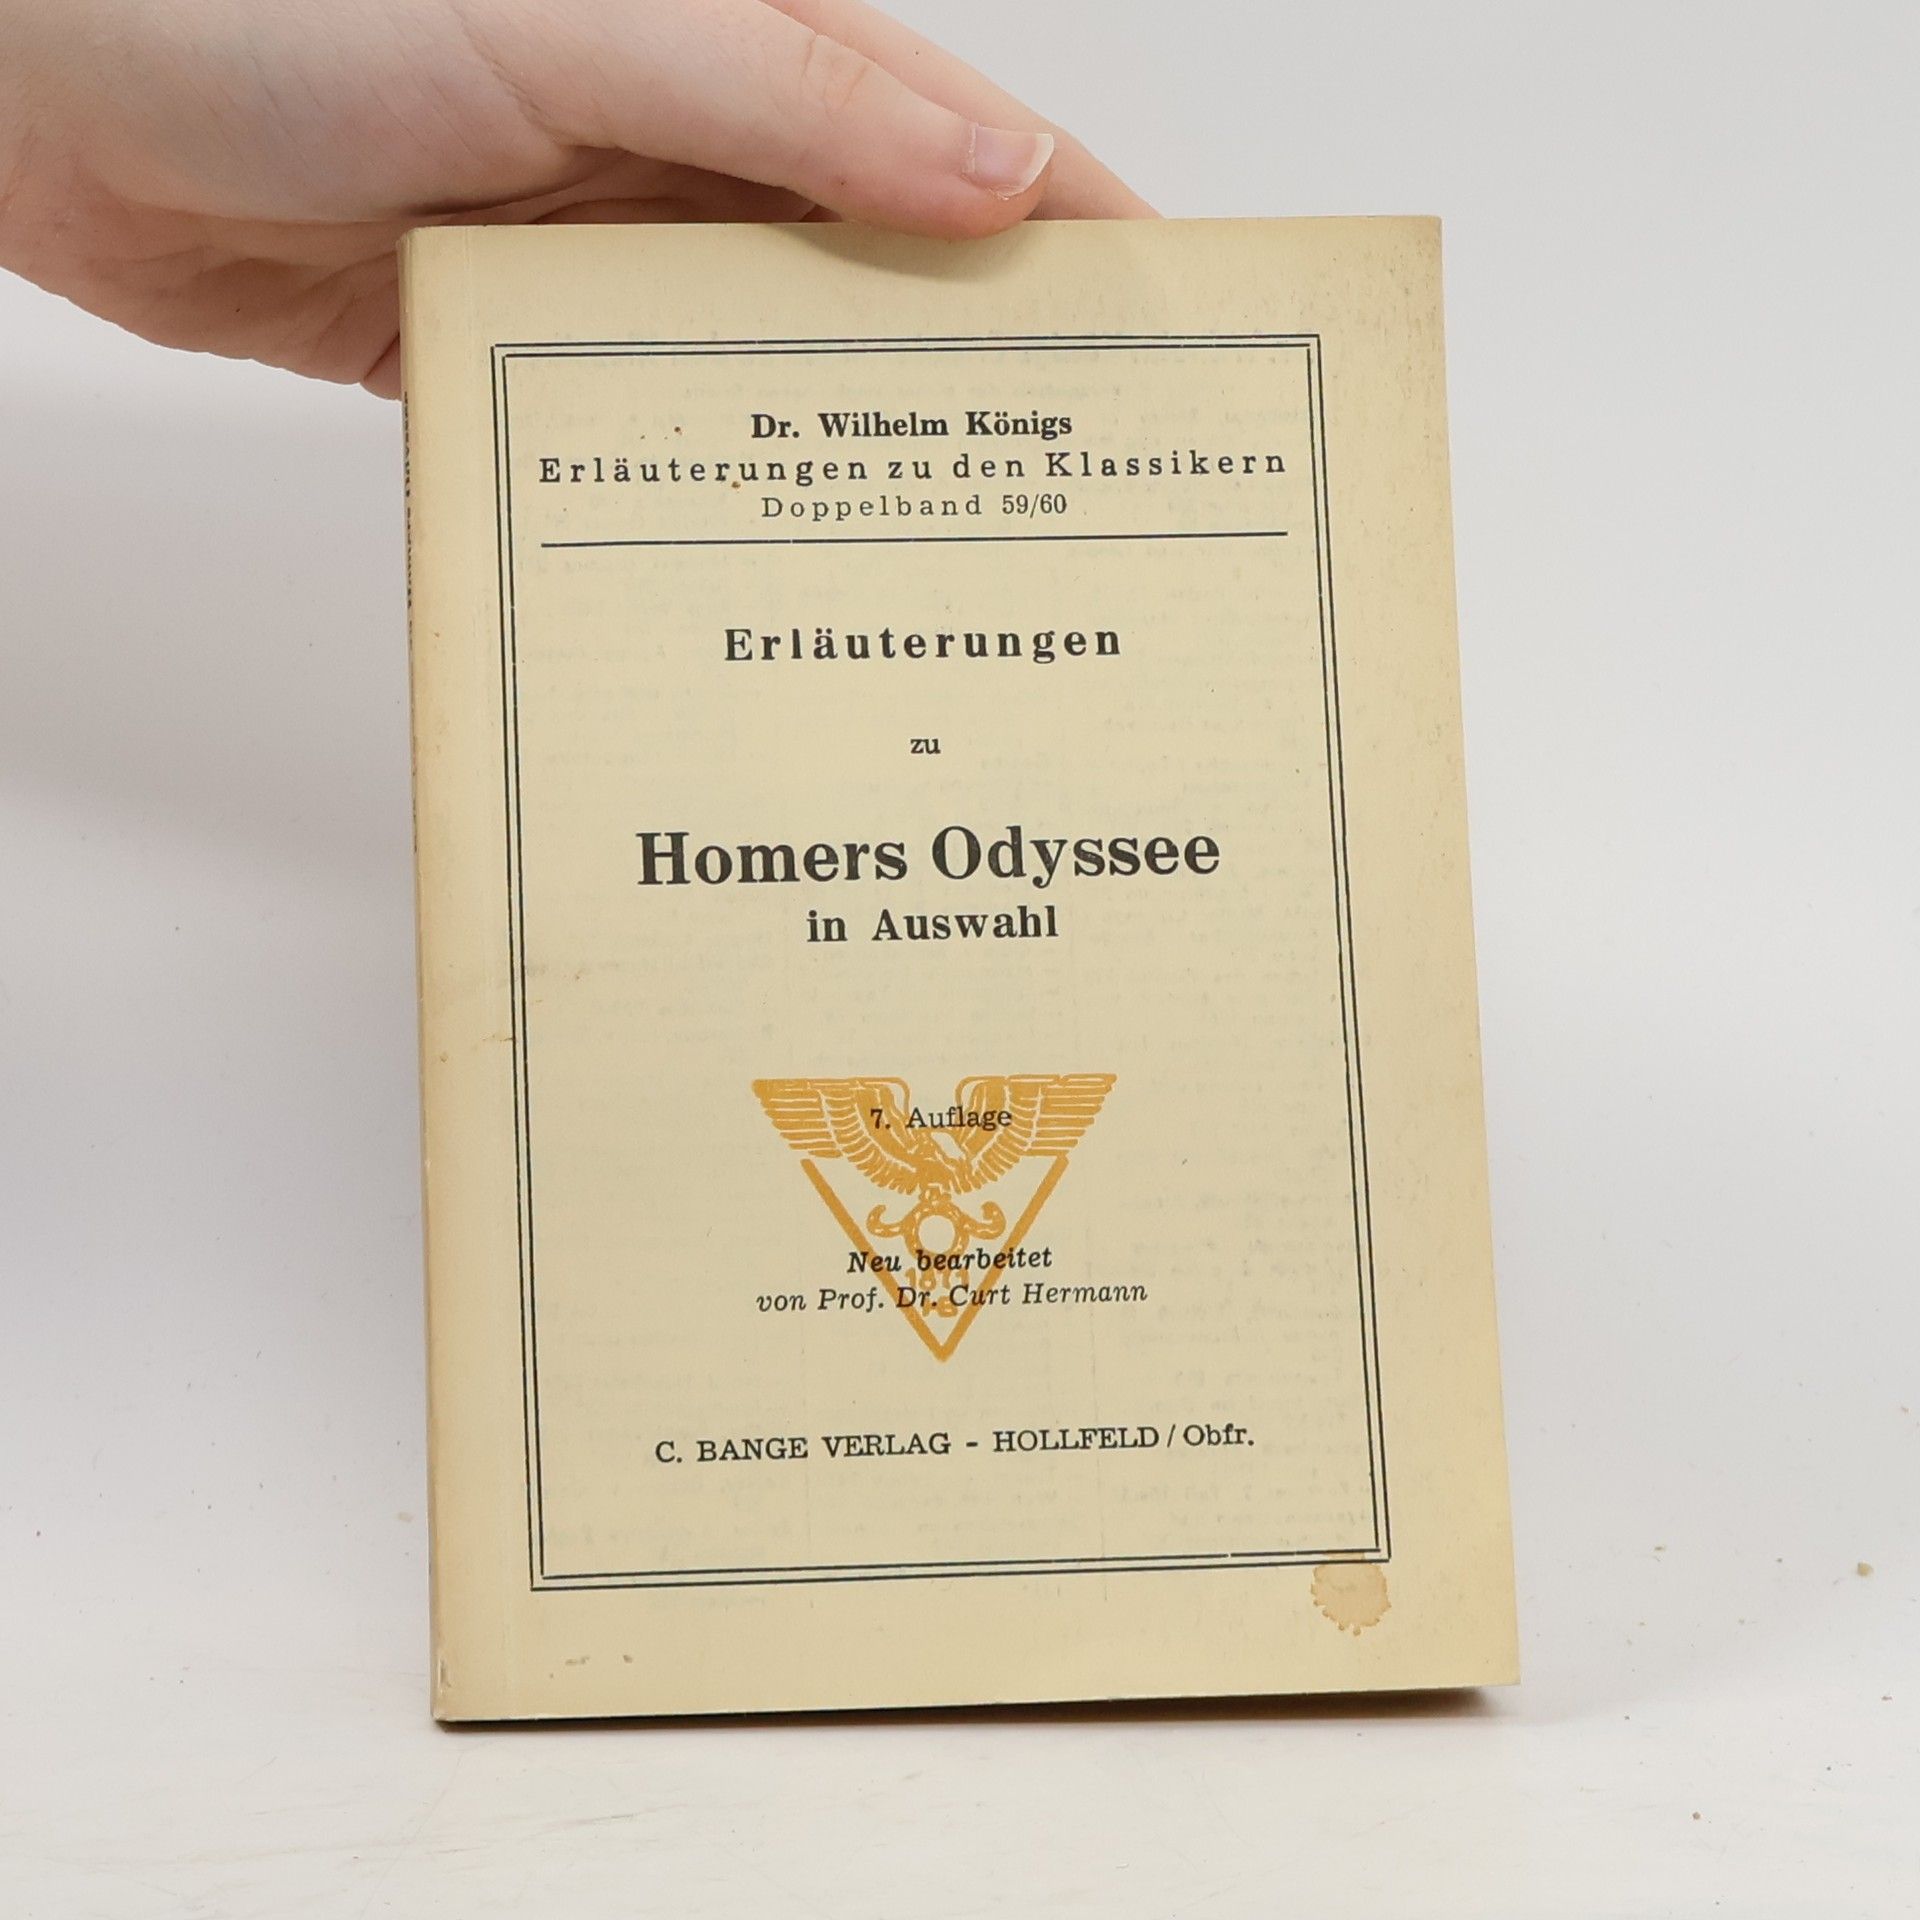 Dr. Wilhelm Königs
Erläuterungen zu den Klassikern
Doppelband 59/60
Erläuterungen
zu
Homers Odyssee
in Auswahl
7. Auflage
Neu bearbeitet
1871
von Prof. Dr. Curt Hermann
C. BANGE VERLAG - HOLLFELD / Obfr.